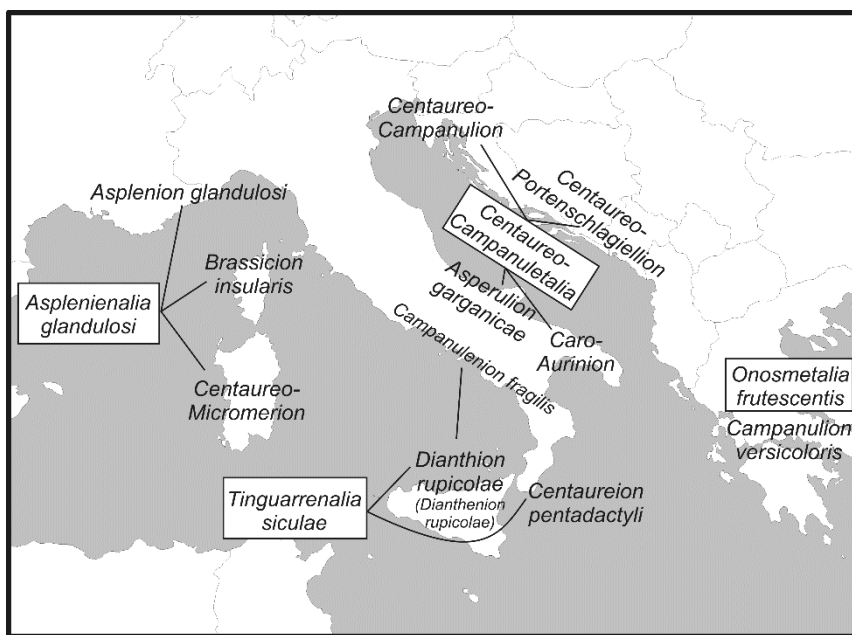 Centaureo-
Campanulion
Centaureo-
Portenschlagiellion
Asplenion glandulosi
Centaureo-
Campanuletalia
Brassicion
insularis
Asplenienalia
glandulosi
Asperulion
garganicae
Caro-
Aurinion
Campanulenion fragilis
Centaureo-
Micromerion
Onosmetalia
frutescentis
Campanulion
versicoloris
Dianthion
rupicolae
(Dianthenion
rupicolae)
Tinguarrenalia
siculae
Centaureion
pentadactyli